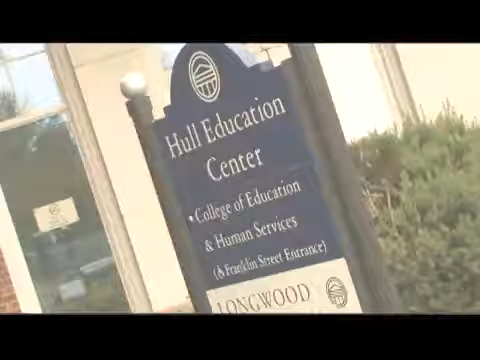 Hull Education
Center
• College of Education
& Human Services
(& Franklin Street Entrance)
LONGWOOD